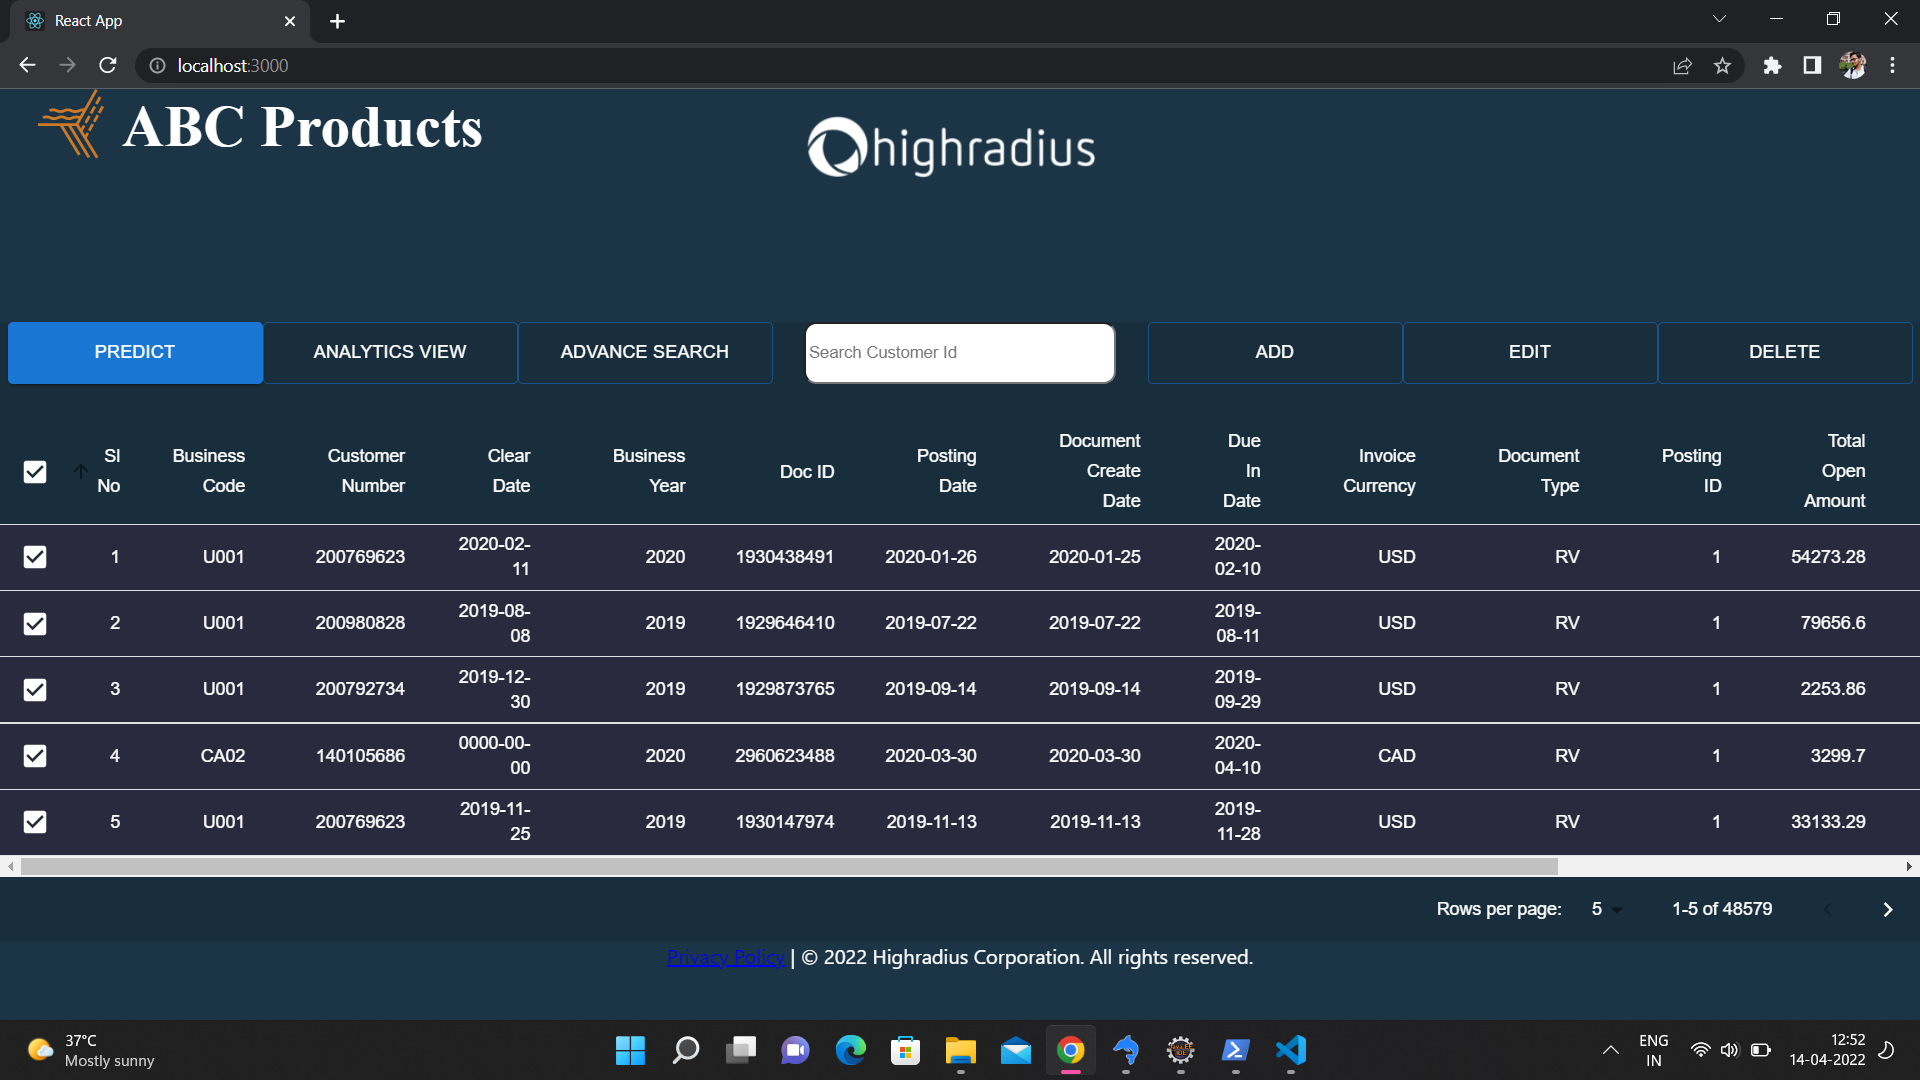 React App
localhost:3000
ABC Products
highradius
PREDICT ANALYTICS VIEW ADVANCE SEARCH Search Customer Id ADD EDIT DELETE
Sl No Business Code Customer Number Clear Date Business Year Doc ID Posting Date Document Create Date Due In Date Invoice Currency Document Type Posting ID Total Open Amount
1 U001 200769623 2020-02-11 2020 1930438491 2020-01-26 2020-01-25 2020-02-10 USD RV 1 54273.28
2 U001 200980828 2019-08-08 2019 1929646410 2019-07-22 2019-07-22 2019-08-11 USD RV 1 79656.6
3 U001 200792734 2019-12-30 2019 1929873765 2019-09-14 2019-09-14 2019-09-29 USD RV 1 2253.86
4 CA02 140105686 0000-00-00 2020 2960623488 2020-03-30 2020-03-30 2020-04-10 CAD RV 1 3299.7
5 U001 200769623 2019-11-25 2019 1930147974 2019-11-13 2019-11-13 2019-11-28 USD RV 1 33133.29
Rows per page: 5 1-5 of 48579
Privacy Policy | © 2022 Highradius Corporation. All rights reserved.
37°C
Mostly sunny
ENG
IN
12:52
14-04-2022